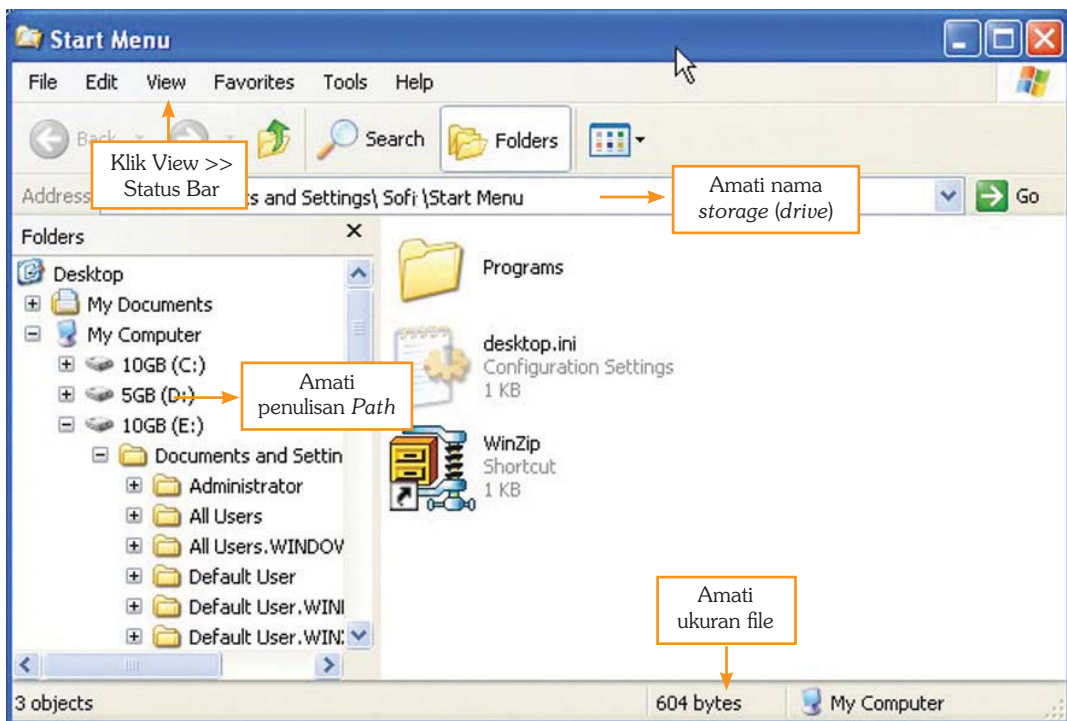 Start Menu
File Edit View Favorites Tools Help
Search Folders
Klik View >>
Status Bar
Address and Settings\ Sofi \Start Menu Go
Amati nama
storage (drive)
Folders
Desktop
My Documents
My Computer
10GB (C:)
5GB (D:)
10GB (E:)
Documents and Settin
Administrator
All Users
All Users.WINDOW
Default User
Default User.WINI
Default User.WIN
Amati
penulisan Path
Programs
desktop.ini
Configuration Settings
1 KB
WinZip
Shortcut
1 KB
Amati
ukuran file
3 objects 604 bytes My Computer